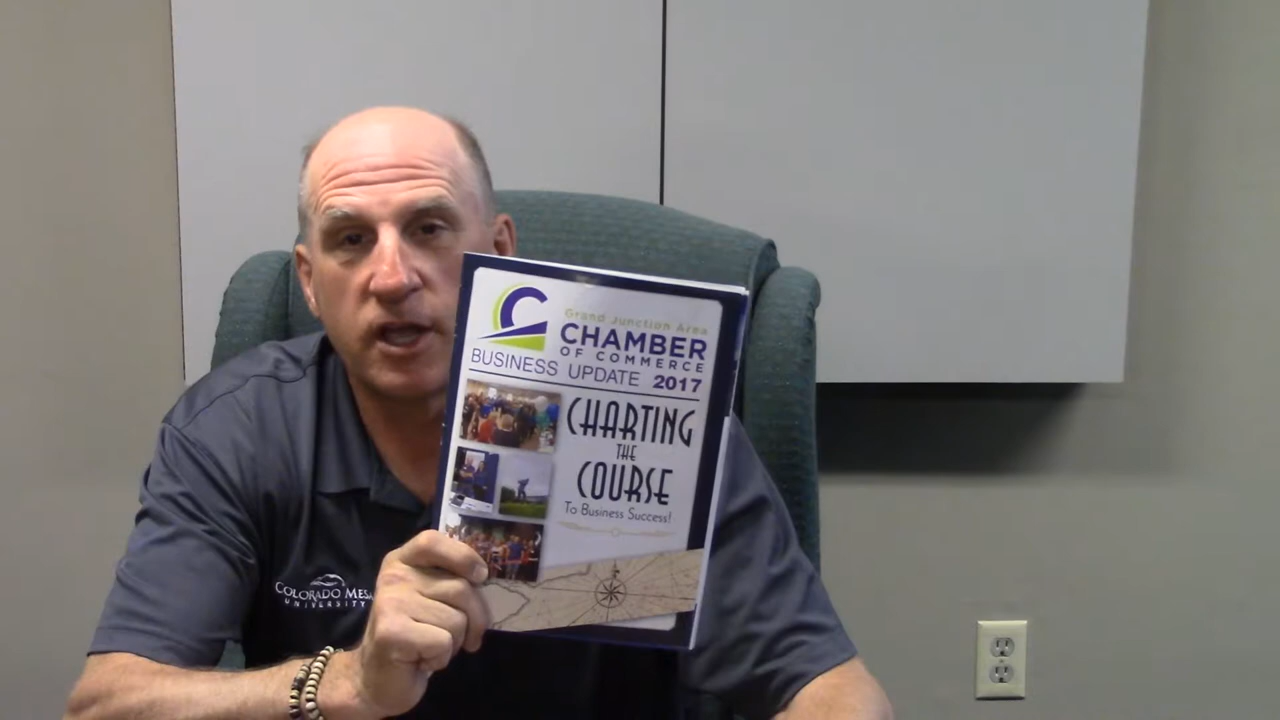 Grand Junction Area
CHAMBER
OF COMMERCE
BUSINESS UPDATE 2017
CHARTING
THE
COURSE
To Business Success!
COLORADO MESA
UNIVERSITY